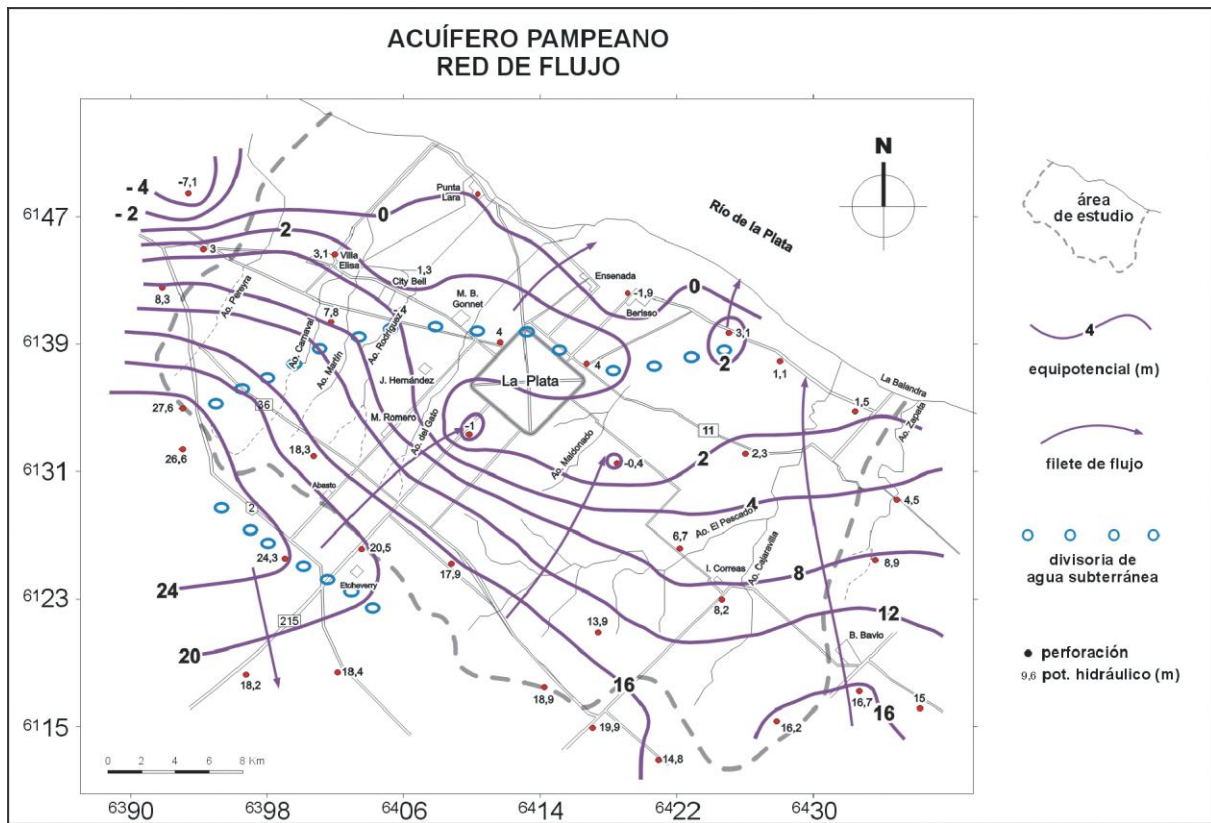 ACUÍFERO PAMPEANO
RED DE FLUJO
N
Río de la Plata
- 4
-7,1
- 2
0
Punta
Lara
6147
2
3
3,1
Villa
Elisa
1,3
City Bell
Ensenada
0
8,3
Ao. Pereyra
M. B.
Gonnet
-1,9
Berisso
7,8
4
Ao. Carnaval
Ao. Martín
Ao. Rodríguez
6139
4
3,1
4
2
1,1
J. Hernández
La Plata
La Balandra
27,6
36
M. Romero
Ao. del Gato
-1
1,5
Ao. Zapata
11
6131
26,6
18,3
Ao. Maldonado
-0,4
2
2,3
Abasto
4
4,5
2
Ao. El Pescado
6,7
24,3
20,5
17,9
I. Correas
Ao. Cajaravilla
8
8,9
24
Etcheverry
6123
8,2
215
12
13,9
B. Bavio
20
18,2
18,4
18,9
16
16,7
15
6115
19,9
16,2
16
14,8
0 2 4 6 8 Km
6390 6398 6406 6414 6422 6430
área
de estudio
4
equipotencial (m)
filete de flujo
divisoria de
agua subterránea
perforación
9,6 pot. hidráulico (m)